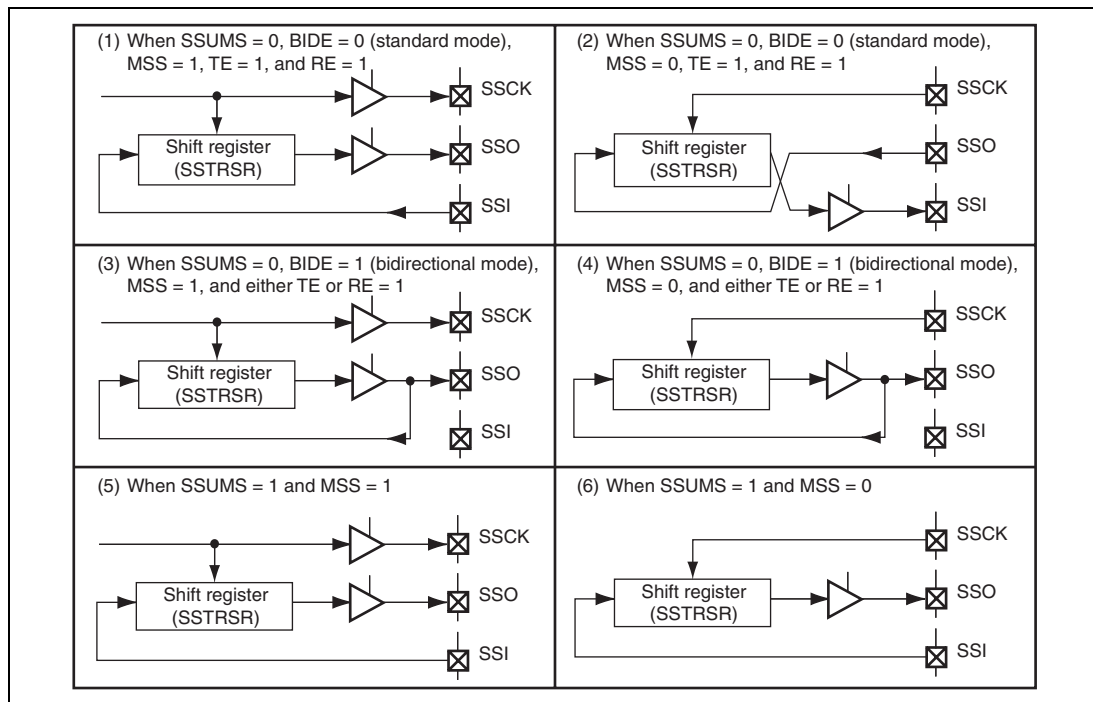 (1) When SSUMS = 0, BIDE = 0 (standard mode),
MSS = 1, TE = 1, and RE = 1
SSCK
Shift register
(SSTRSR)
SSO
SSI
(2) When SSUMS = 0, BIDE = 0 (standard mode),
MSS = 0, TE = 1, and RE = 1
SSCK
Shift register
(SSTRSR)
SSO
SSI
(3) When SSUMS = 0, BIDE = 1 (bidirectional mode),
MSS = 1, and either TE or RE = 1
SSCK
Shift register
(SSTRSR)
SSO
SSI
(4) When SSUMS = 0, BIDE = 1 (bidirectional mode),
MSS = 0, and either TE or RE = 1
SSCK
Shift register
(SSTRSR)
SSO
SSI
(5) When SSUMS = 1 and MSS = 1
SSCK
Shift register
(SSTRSR)
SSO
SSI
(6) When SSUMS = 1 and MSS = 0
SSCK
Shift register
(SSTRSR)
SSO
SSI